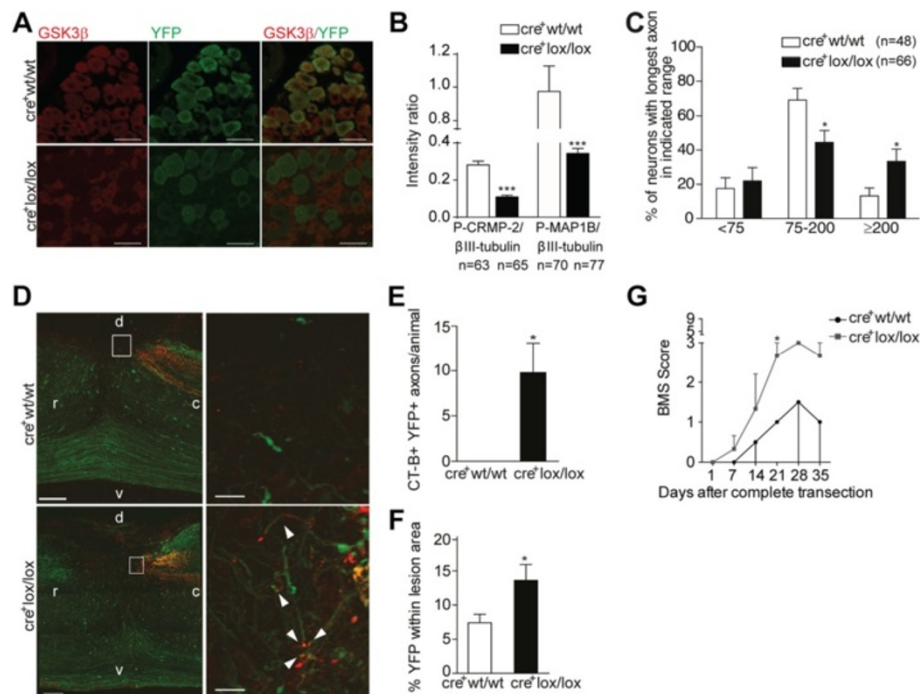 A
GSK3β YFP GSK3β/YFP
cre+wt/wt
cre+lox/lox
B
cre+wt/wt
cre+lox/lox
Intensity ratio
1.2
1.0
0.8
0.4
0.2
0.0
***
***
P-CRMP-2/ P-MAP1B/
βIII-tubulin βIII-tubulin
n=63 n=65 n=70 n=77
C
cre+wt/wt (n=48)
cre+lox/lox (n=66)
% of neurons with longest axon
in indicated range
100
80
60
40
20
0
*
*
<75 75-200 ≥200
D
cre+wt/wt
d
r c
v
cre+lox/lox
d
r c
v
E
CT-B+ YFP+ axons/animal
15
10
5
0
*
cre+wt/wt cre+lox/lox
F
% YFP within lesion area
20
15
10
5
0
*
cre+wt/wt cre+lox/lox
G
cre+wt/wt
cre+lox/lox
BMS Score
9
5
3
2
1
0
*
1 7 14 21 28 35
Days after complete transection